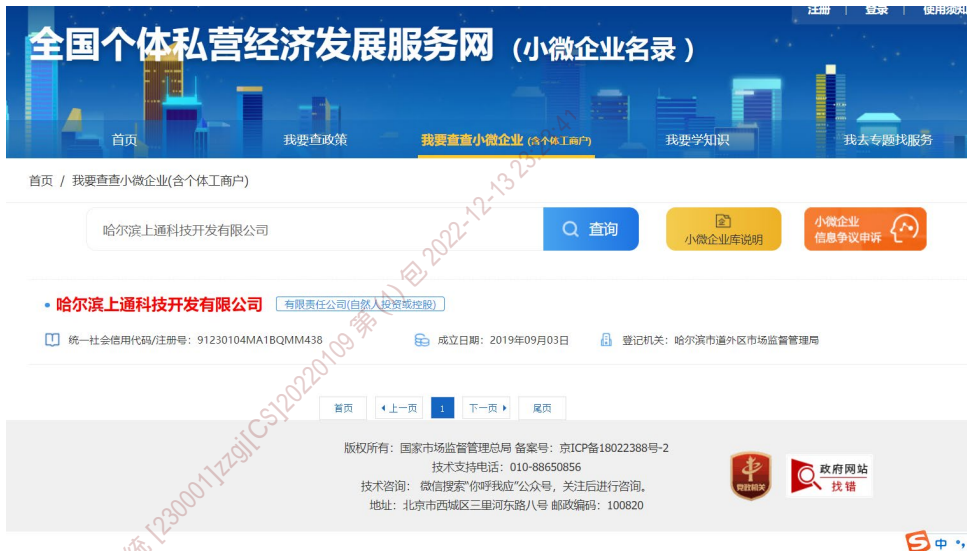 注册 | 登录 | 使用须知
全国个体私营经济发展服务网 (小微企业名录 )
首页 我要查政策 我要查查小微企业 (含个体工商户) 我要学知识 我去专题找服务
首页 / 我要查查小微企业(含个体工商户)
哈尔滨上通科技开发有限公司 查询 小微企业库说明 小微企业
信息争议申诉
哈尔滨上通科技开发有限公司 有限责任公司(自然人投资或控股)
统一社会信用代码/注册号：91230104MA1BQMM438 成立日期：2019年09月03日 登记机关：哈尔滨市道外区市场监督管理局
首页 上一页 1 下一页 尾页
版权所有：国家市场监督管理总局 备案号：京ICP备18022388号-2
技术支持电话：010-88650856
技术咨询： 微信搜索“你呼我应”公众号，关注后进行咨询。
地址：北京市西城区三里河东路八号 邮政编码：100820
党政机关
政府网站
找错
统 [230001]zzgj[CS]20220109 第 (1) 包 2022-12-13 23:
中